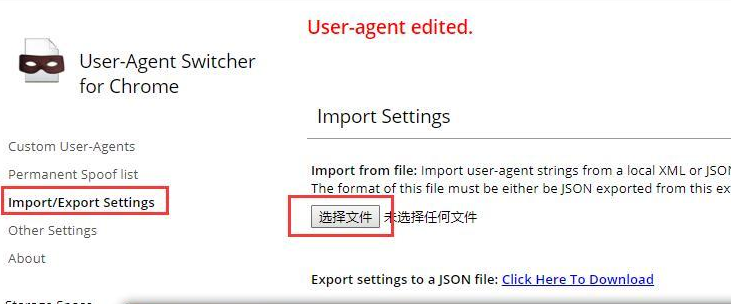 User-agent edited.
User-Agent Switcher
for Chrome
Import Settings
Custom User-Agents
Permanent Spoof list
Import/Export Settings
Other Settings
About
Storage Space
Import from file: Import user-agent strings from a local XML or JSON
The format of this file must be either be JSON exported from this ex
选择文件 未选择任何文件
Export settings to a JSON file: Click Here To Download